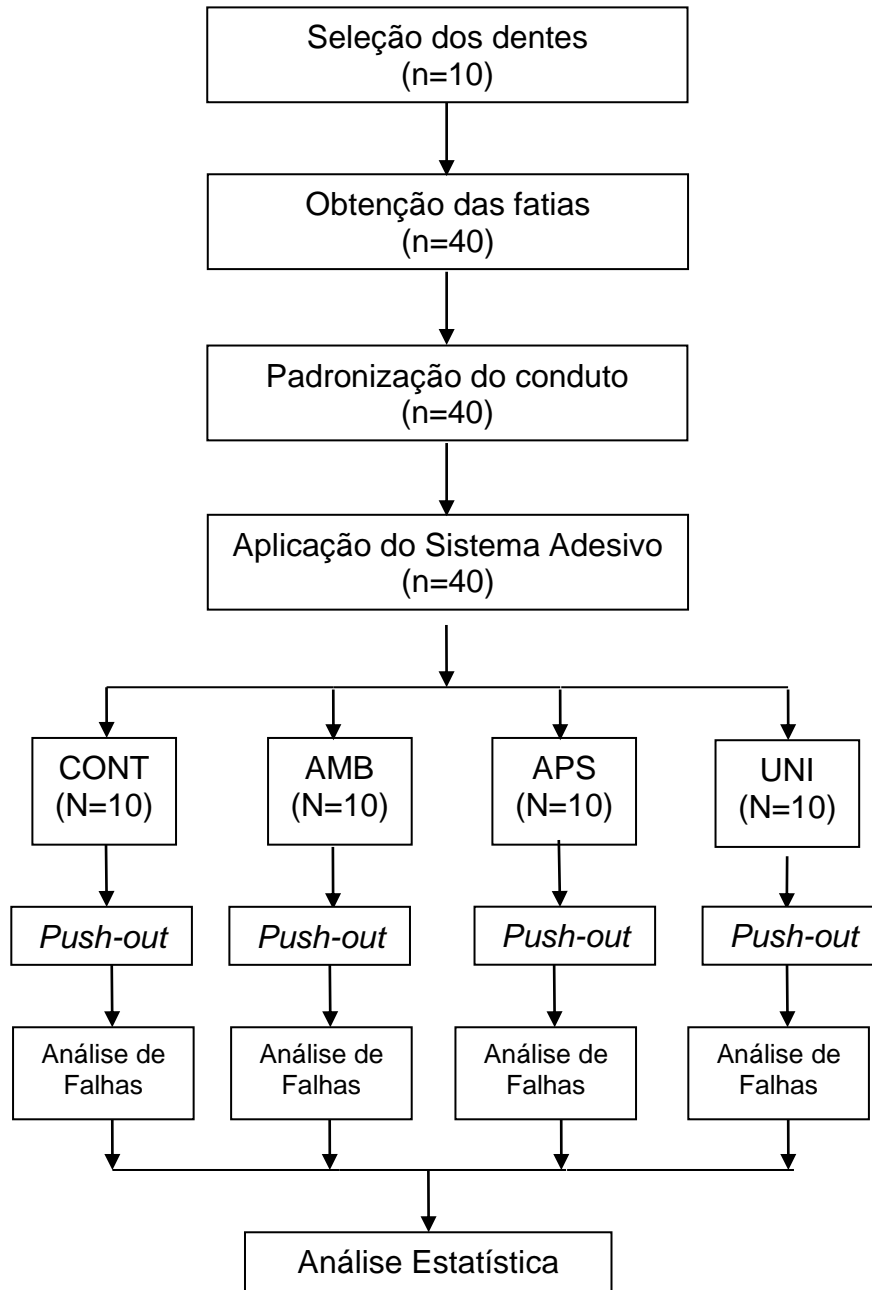 Seleção dos dentes
(n=10)
Obtenção das fatias
(n=40)
Padronização do conduto
(n=40)
Aplicação do Sistema Adesivo
(n=40)
CONT
(N=10)
AMB
(N=10)
APS
(N=10)
UNI
(N=10)
Push-out
Push-out
Push-out
Push-out
Análise de
Falhas
Análise de
Falhas
Análise de
Falhas
Análise de
Falhas
Análise Estatística